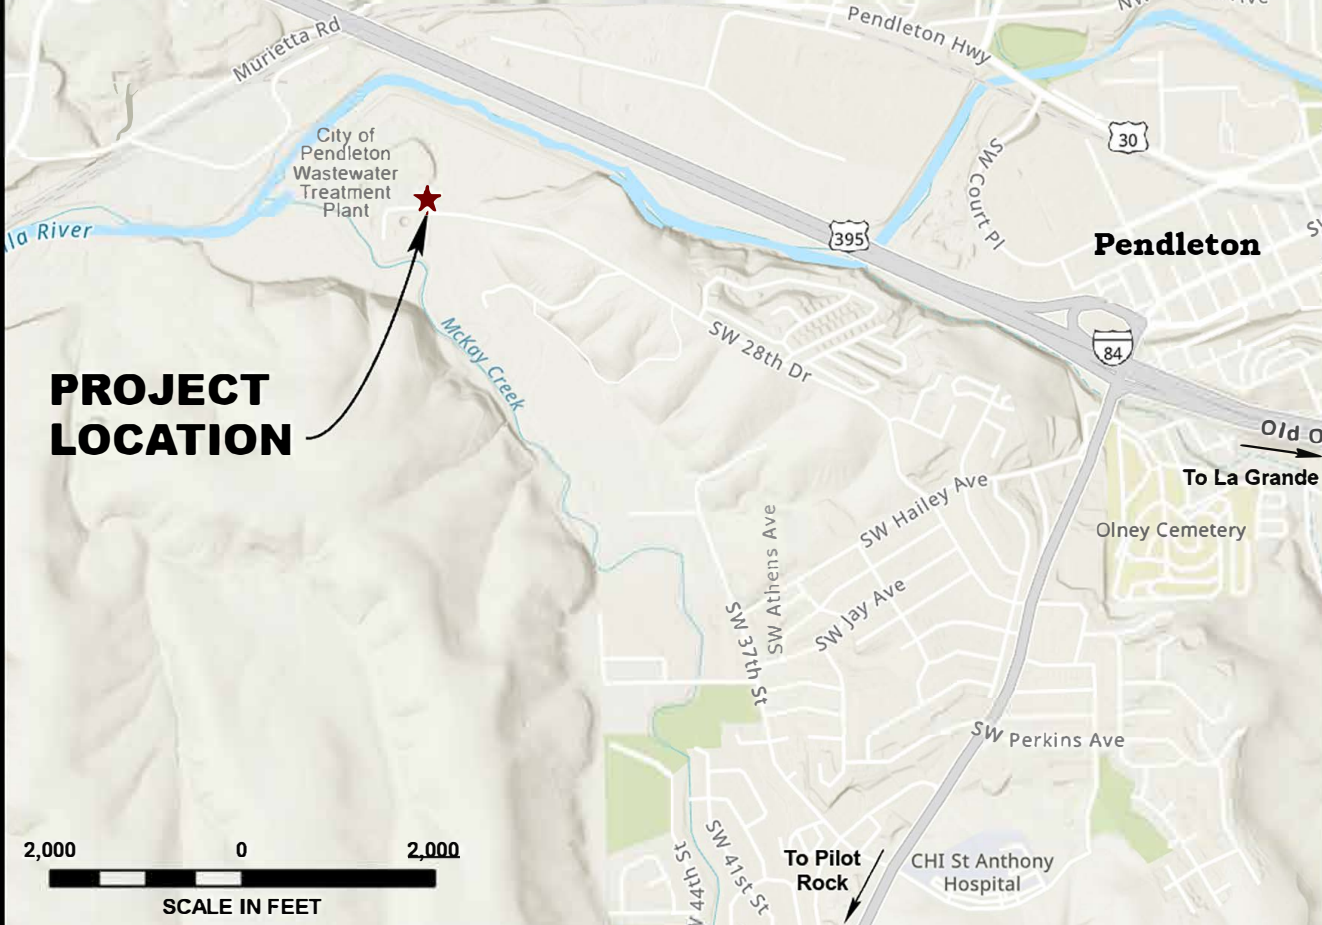 Murietta Rd
Pendleton Hwy
30
City of
Pendleton
Wastewater
Treatment
Plant
SW Court Pl
395
Pendleton
lla River
84
McKay Creek
SW 28th Dr
PROJECT
LOCATION
Old O
To La Grande
SW Hailey Ave
Olney Cemetery
SW Athens Ave
SW Jay Ave
SW 37th St
SW Perkins Ave
2,000 0 2,000
SCALE IN FEET
SW 41st St
44th St
To Pilot
Rock
CHI St Anthony
Hospital